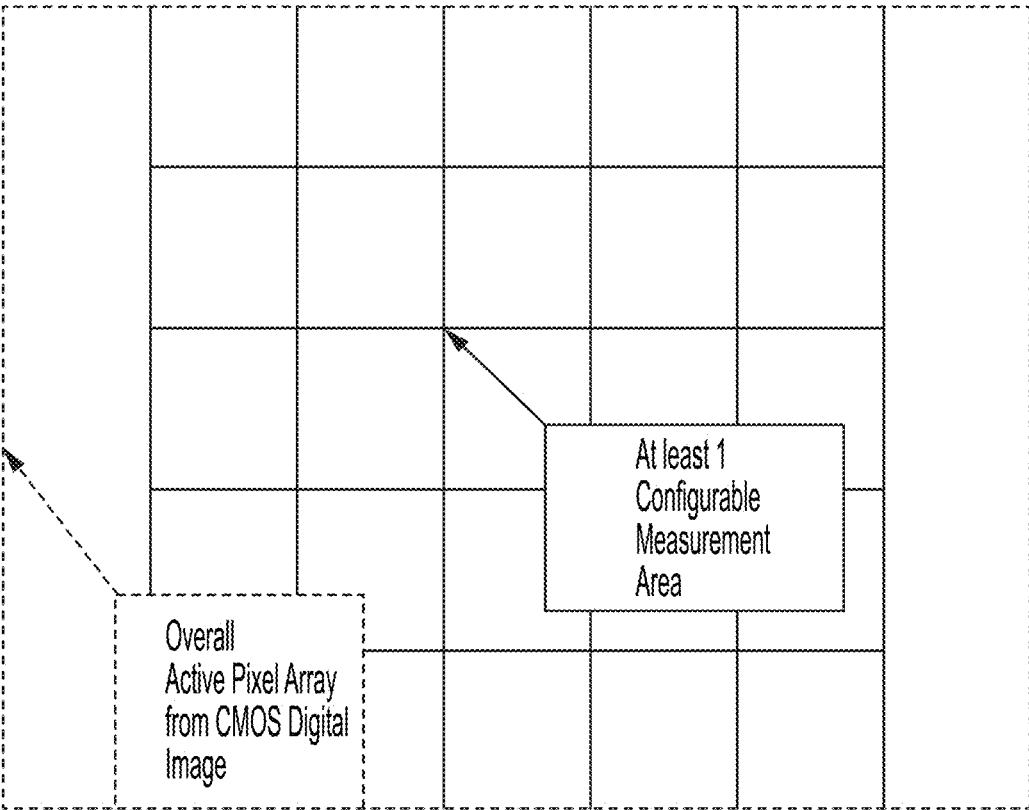 At least 1
Configurable
Measurement
Area
Overall
Active Pixel Array
from CMOS Digital
Image